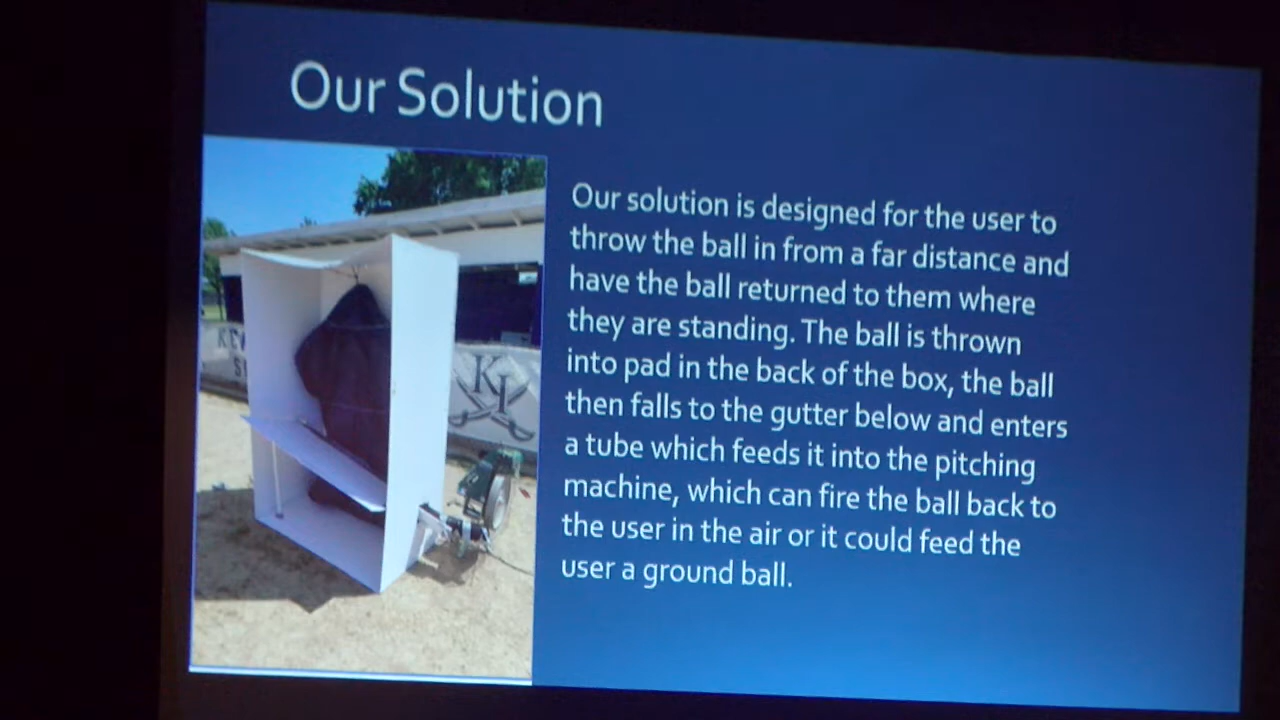 Our Solution
Our solution is designed for the user to
throw the ball in from a far distance and
have the ball returned to them where
they are standing. The ball is thrown
into pad in the back of the box, the ball
then falls to the gutter below and enters
a tube which feeds it into the pitching
machine, which can fire the ball back to
the user in the air or it could feed the
user a ground ball.
KI